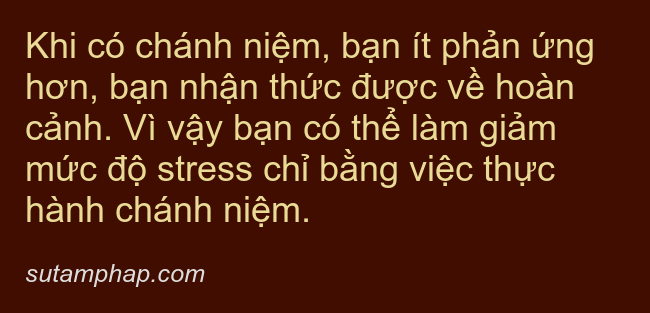 Khi có chánh niệm, bạn ít phản ứng
hơn, bạn nhận thức được về hoàn
cảnh. Vì vậy bạn có thể làm giảm
mức độ stress chỉ bằng việc thực
hành chánh niệm.
sutamphap.com